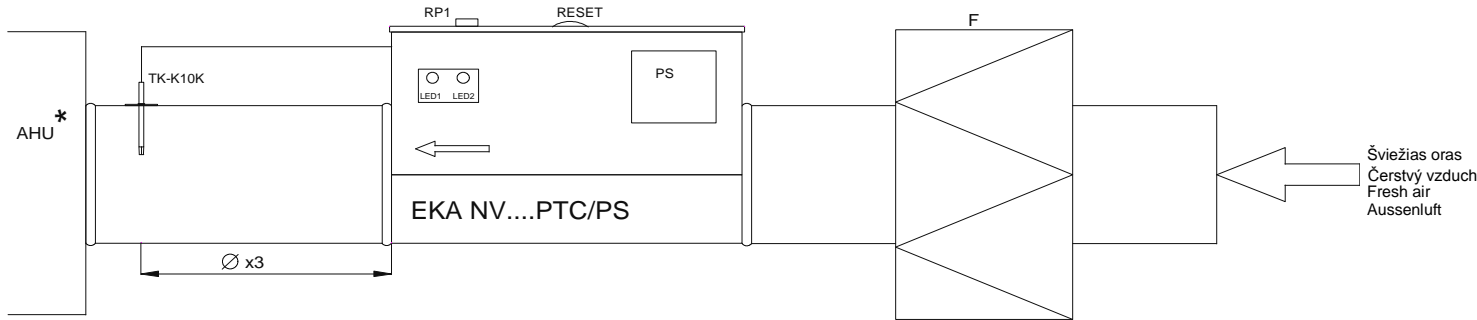 RP1
RESET
F
TK-K10K
PS
LED1 LED2
AHU*
Šviežias oras
Čerstvý vzduch
Fresh air
Aussenluft
EKA NV....PTC/PS
Ø x3